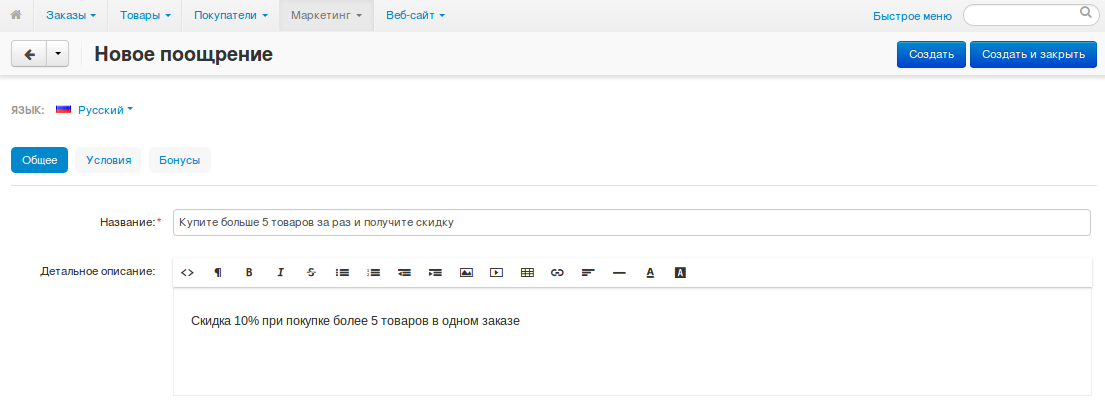 Заказы Товары Покупатели Маркетинг Веб-сайт Быстрое меню
Новое поощрение Создать Создать и закрыть
ЯЗЫК: Русский
Общее Условия Бонусы
Название:* Купите больше 5 товаров за раз и получите скидку
Детальное описание:
Скидка 10% при покупке более 5 товаров в одном заказе